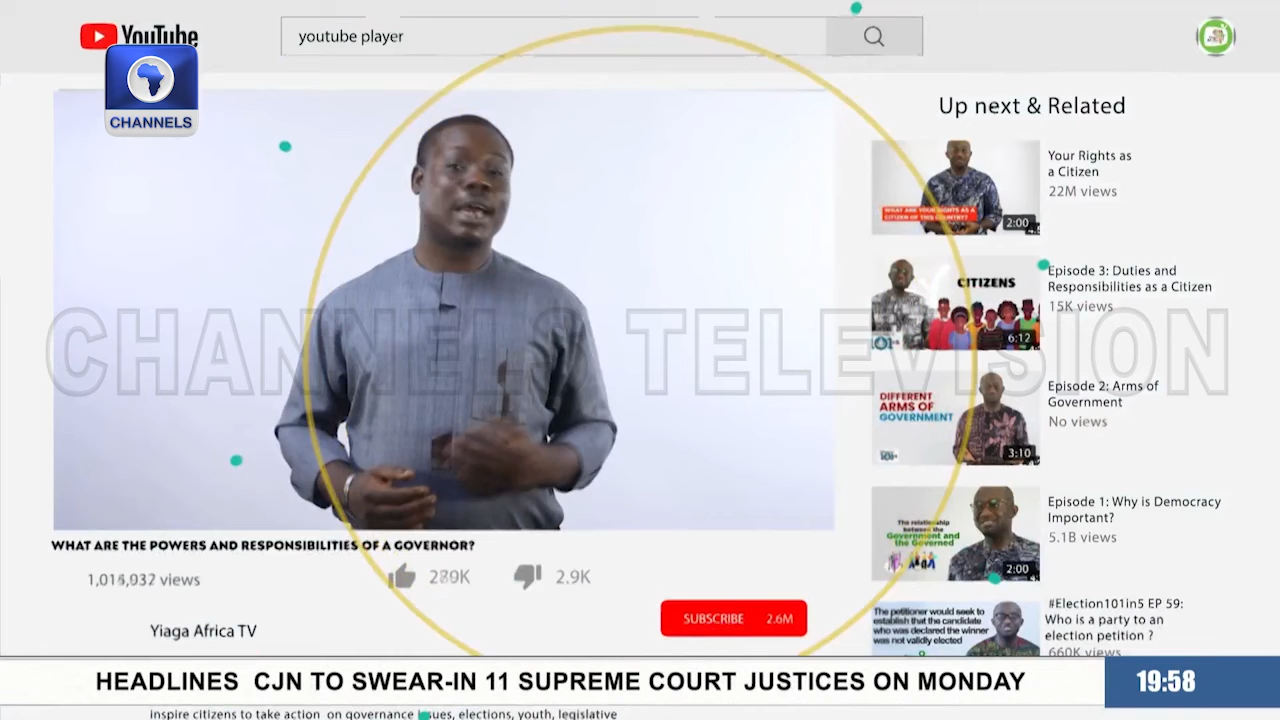 YouTube
youtube player
CHANNELS
Up next & Related
Your Rights as
a Citizen
22M views
WHAT ARE YOUR RIGHTS AS A
CITIZEN OF THIS COUNTRY?
2:00
CITIZENS
101
6:12
Episode 3: Duties and
Responsibilities as a Citizen
15K views
CHANNELS TELEVISION
DIFFERENT
ARMS OF
GOVERNMENT
3:10
Episode 2: Arms of
Government
No views
The relationship
between the
Government and
the Governed
2:00
Episode 1: Why is Democracy
Important?
5.1B views
WHAT ARE THE POWERS AND RESPONSIBILITIES OF A GOVERNOR?
views
2.9K
SUBSCRIBE 2.6M
Yiaga Africa TV
The petitioner would seek to
establish that the candidate
who was declared the winner
was not validly elected
#Election101in5 EP 59:
Who is a party to an
election petition ?
660K views
HEADLINES CJN TO SWEAR-IN 11 SUPREME COURT JUSTICES ON MONDAY
19:58
inspire citizens to take action on governance issues, elections, youth, legislative